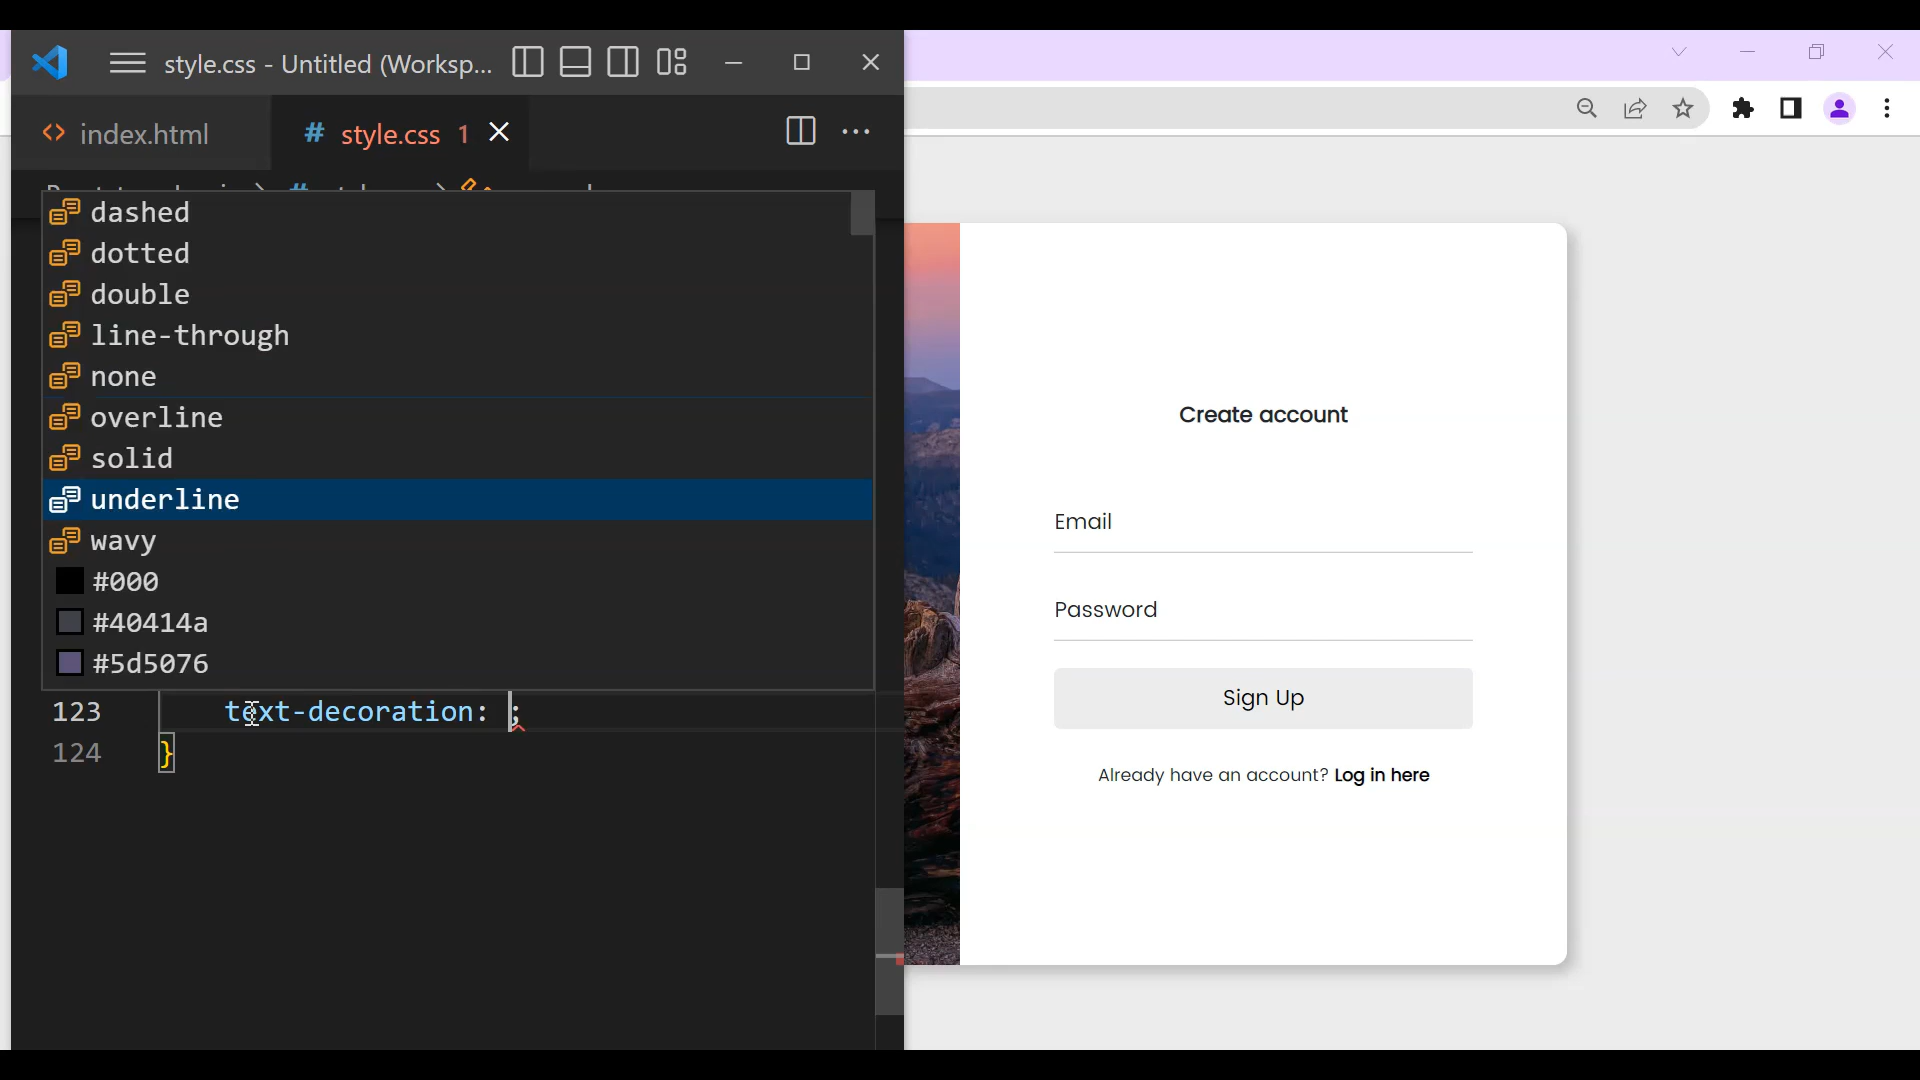 style.css - Untitled (Worksp...
index.html
# style.css 1
dashed
dotted
double
line-through
none
overline
solid
underline
wavy
#000
#40414a
#5d5076
123 text-decoration: ;
124 }
Create account
Email
Password
Sign Up
Already have an account? Log in here